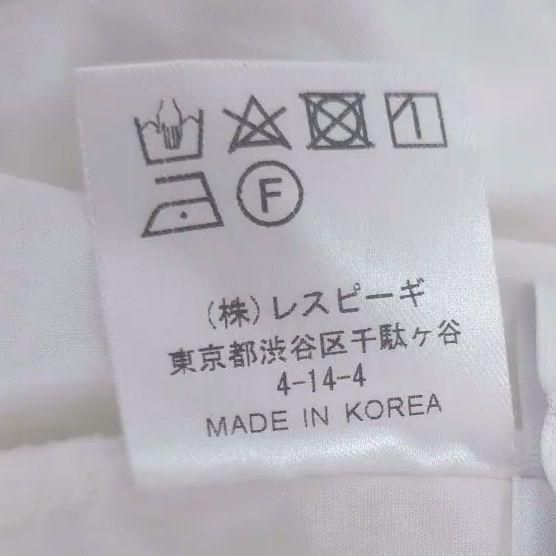 F
(株)レスピーギ
東京都渋谷区千駄ヶ谷
4-14-4
MADE IN KOREA